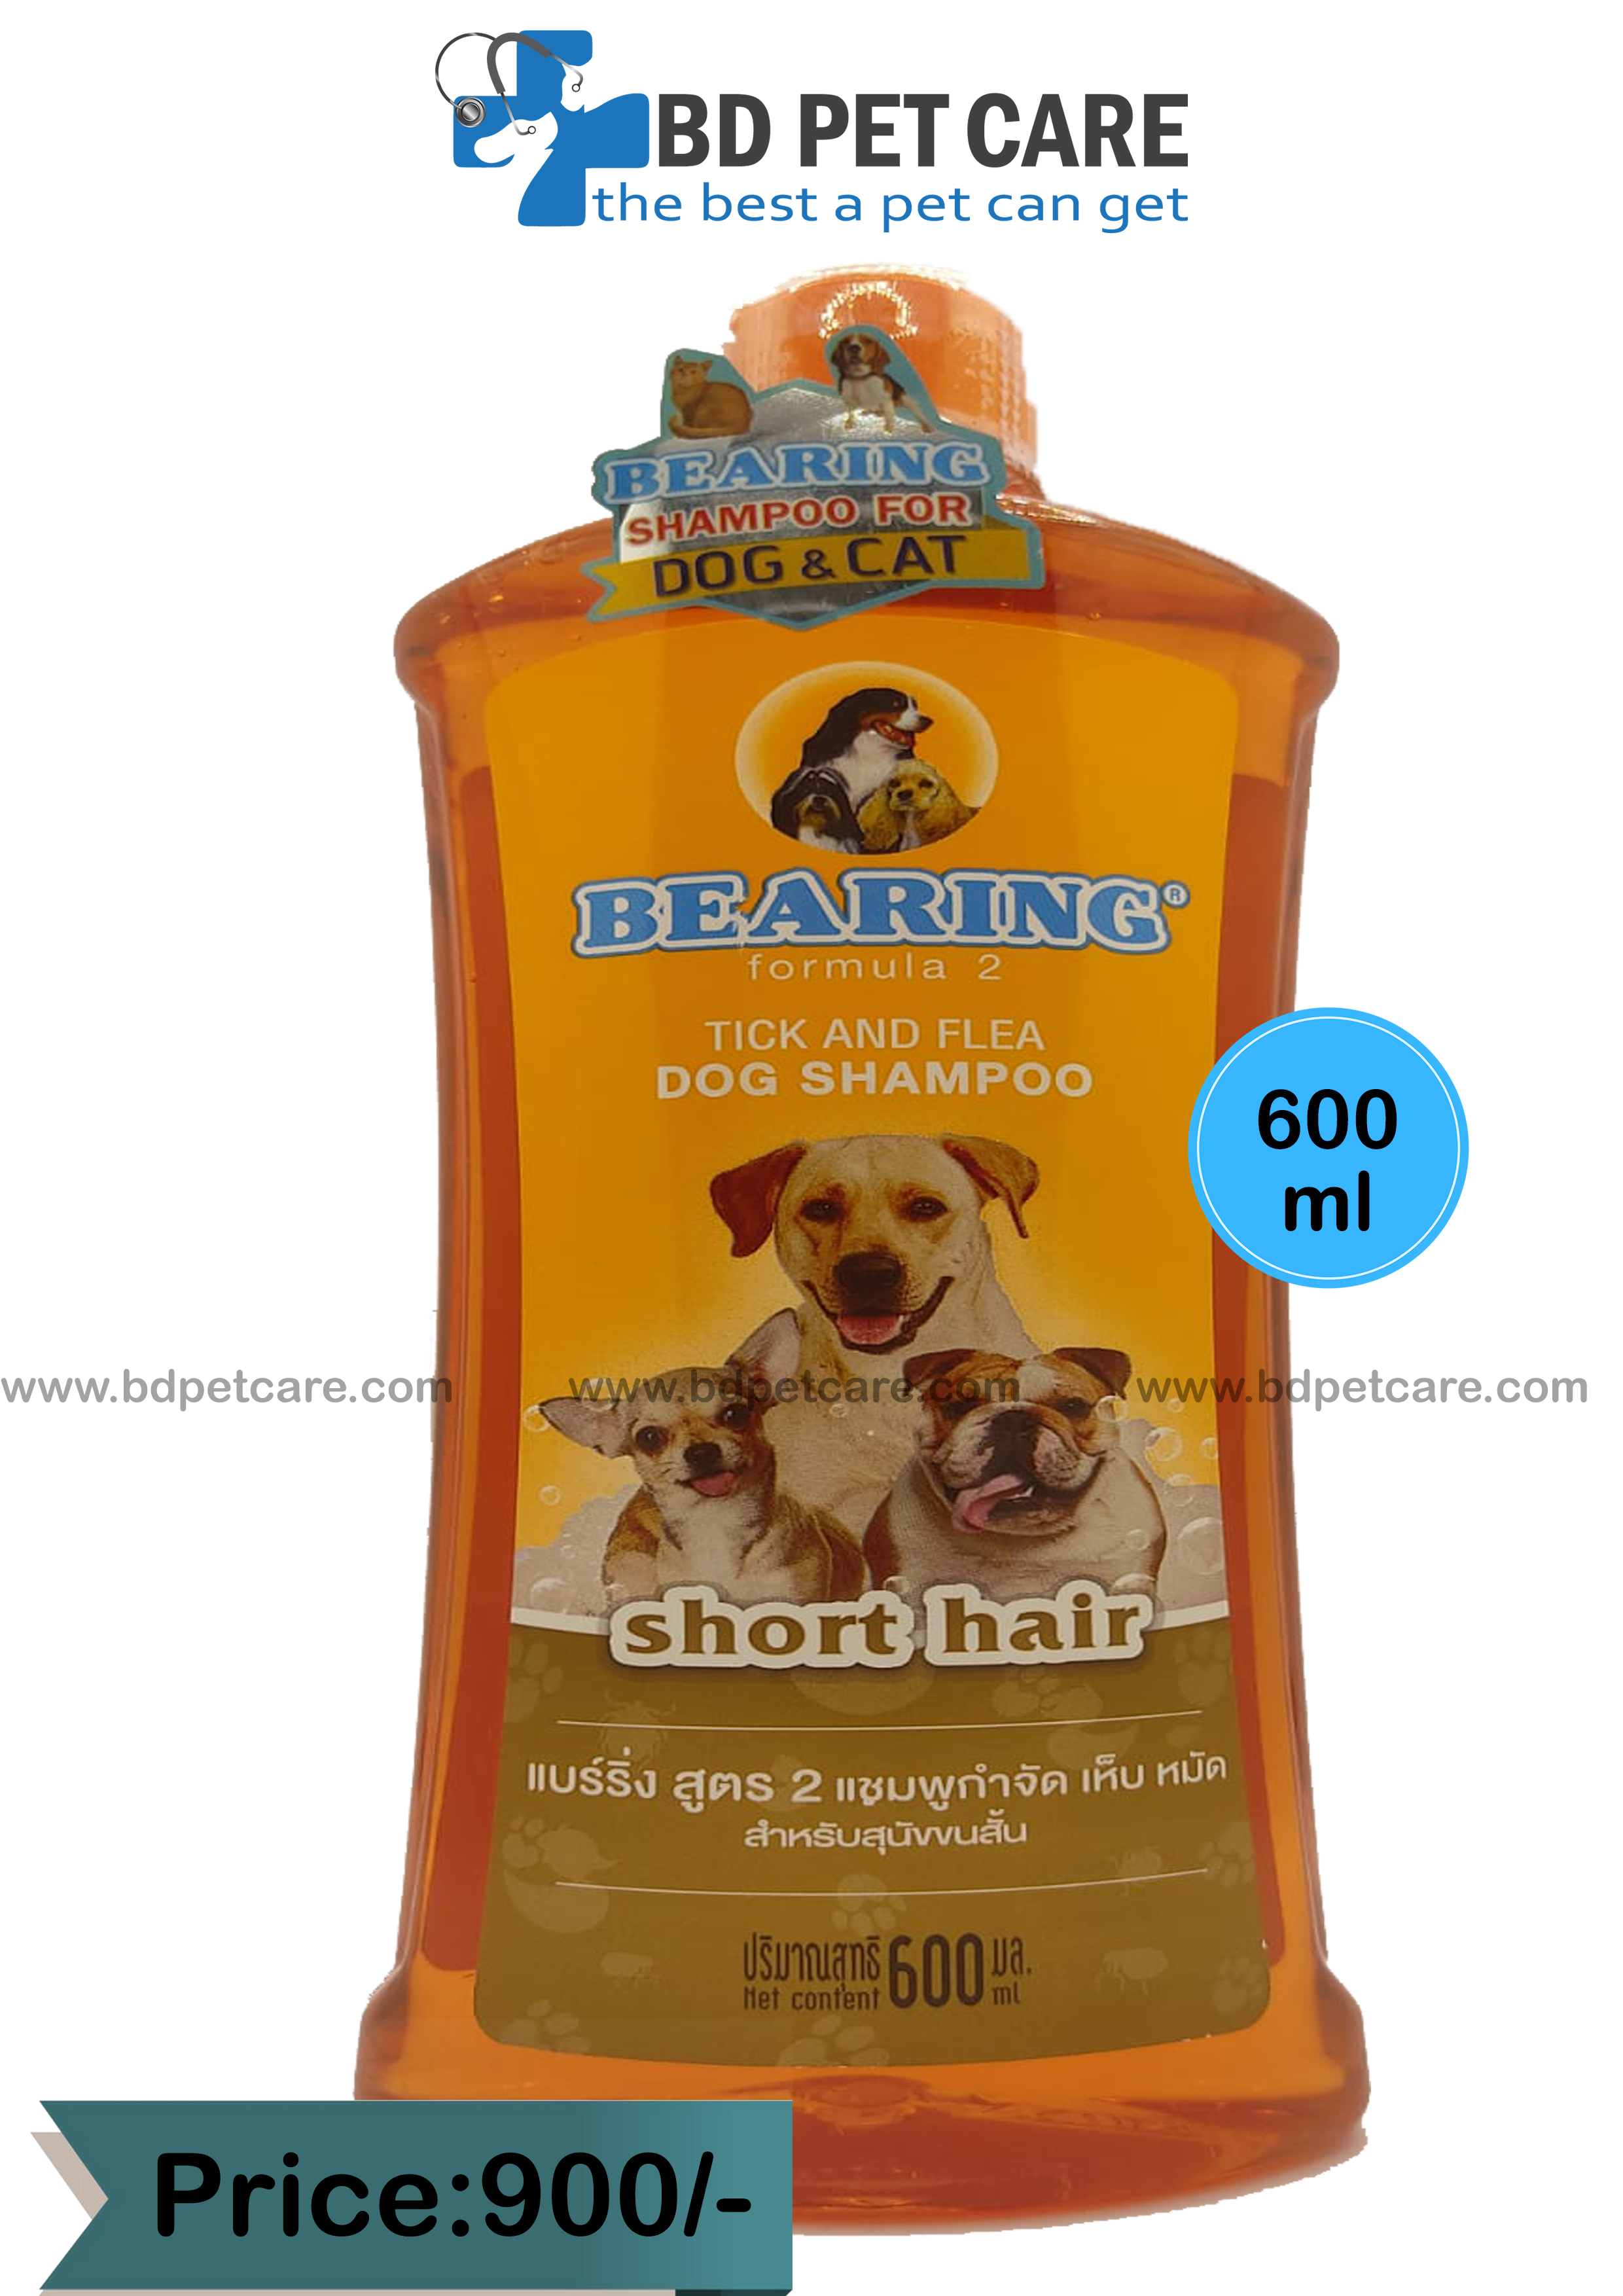 BD PET CARE
the best a pet can get
BEARING
SHAMPOO FOR
DOG & CAT
BEARING®
formula 2
TICK AND FLEA
DOG SHAMPOO
600
ml
www.bdpetcare.com www.bdpetcare.com www.bdpetcare.com
short hair
แบร์ริ่ง สูตร 2 แชมพูกำจัด เห็บ หมัด
สำหรับสุนัขขนสั้น
ปริมาณสุทธิ 600 มล.
Net content ml
Price:900/-